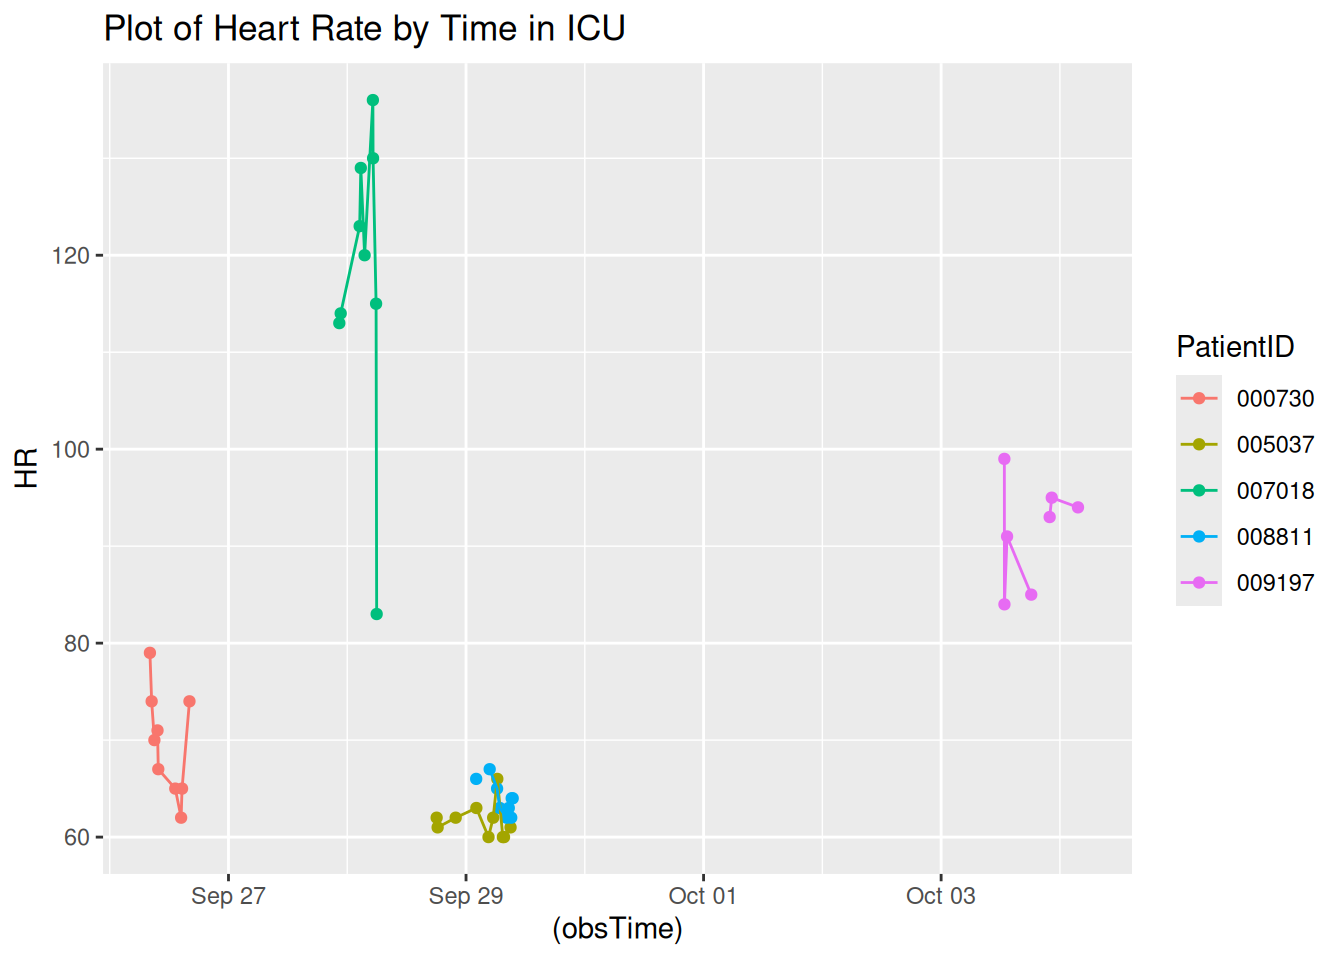 Plot of Heart Rate by Time in ICU
HR
120
100
80
60
Sep 27
Sep 29
Oct 01
Oct 03
(obsTime)
PatientID
000730
005037
007018
008811
009197